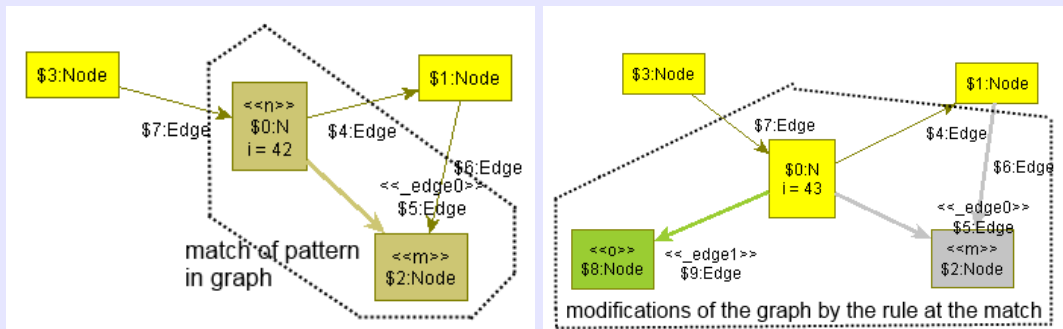 $3:Node
$1:Node
<<n>>
$0:N
i = 42
$7:Edge
$4:Edge
$6:Edge
<<_edge0>>
$5:Edge
<<m>>
$2:Node
match of pattern
in graph
$3:Node
$1:Node
$7:Edge
$4:Edge
$0:N
i = 43
$6:Edge
<<_edge0>>
$5:Edge
<<o>>
$8:Node
<<_edge1>>
$9:Edge
<<m>>
$2:Node
modifications of the graph by the rule at the match